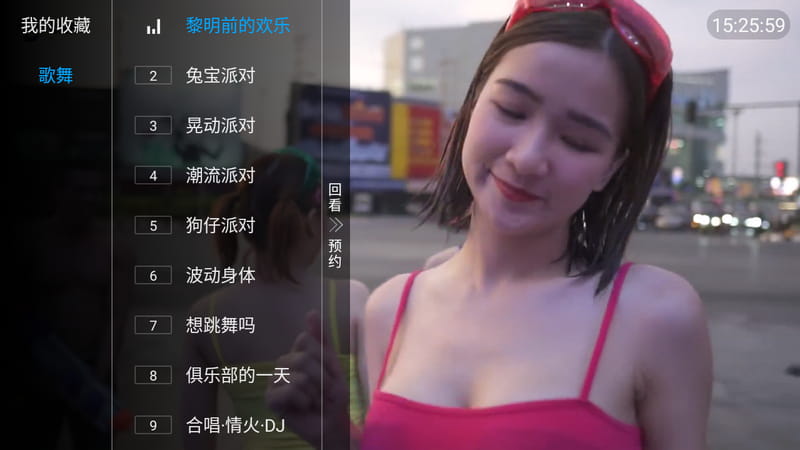 我的收藏
歌舞
黎明前的欢乐
2 兔宝派对
3 晃动派对
4 潮流派对
5 狗仔派对
6 波动身体
7 想跳舞吗
8 俱乐部的一天
9 合唱·情火·DJ
回看
预约
15:25:59